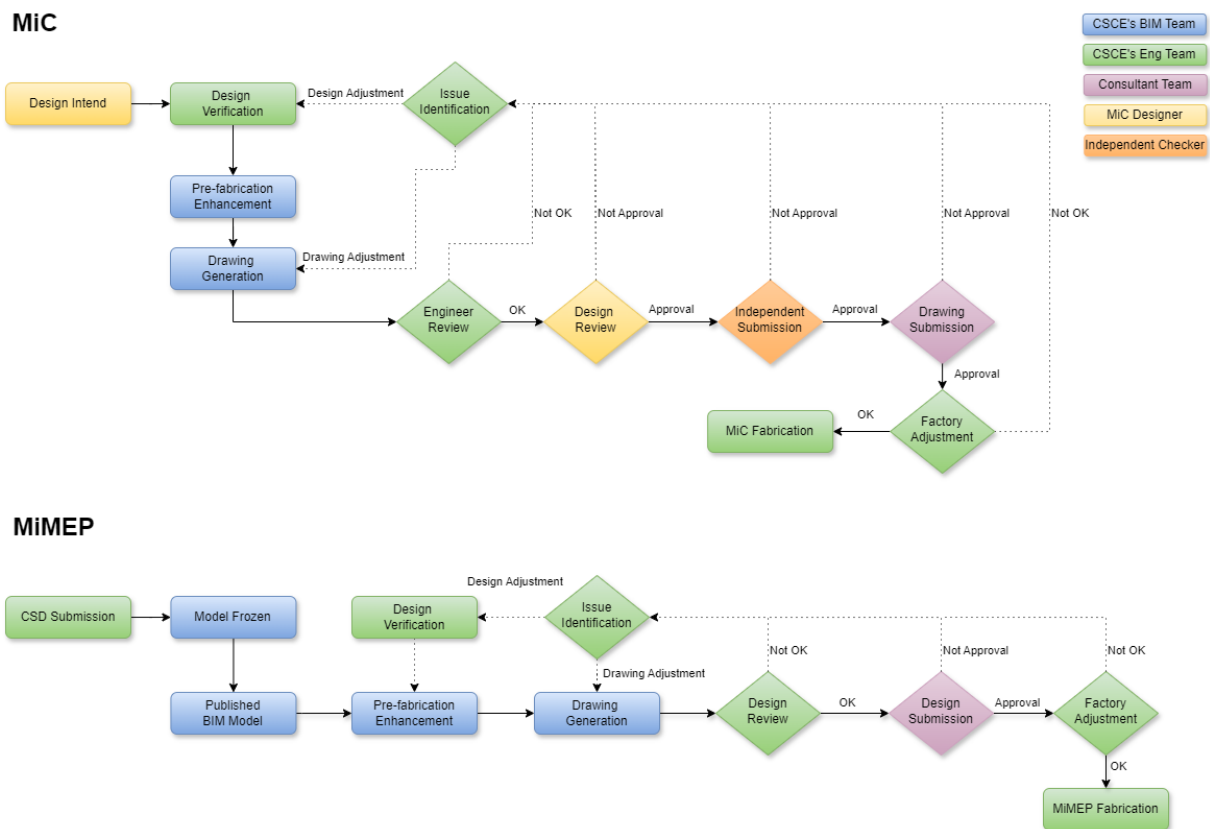 MiC
CSCE's BIM Team
CSCE's Eng Team
Consultant Team
MiC Designer
Independent Checker
Design Intend
Design
Verification
Design Adjustment
Issue
Identification
Pre-fabrication
Enhancement
Drawing
Generation
Drawing Adjustment
Not OK
Not Approval
Not Approval
Not Approval
Not OK
Engineer
Review
OK
Design
Review
Approval
Independent
Submission
Approval
Drawing
Submission
Approval
MiC Fabrication
OK
Factory
Adjustment
MiMEP
CSD Submission
Model Frozen
Design
Verification
Design Adjustment
Issue
Identification
Not OK
Not Approval
Not OK
Drawing Adjustment
Published
BIM Model
Pre-fabrication
Enhancement
Drawing
Generation
Design
Review
OK
Design
Submission
Approval
Factory
Adjustment
OK
MiMEP Fabrication